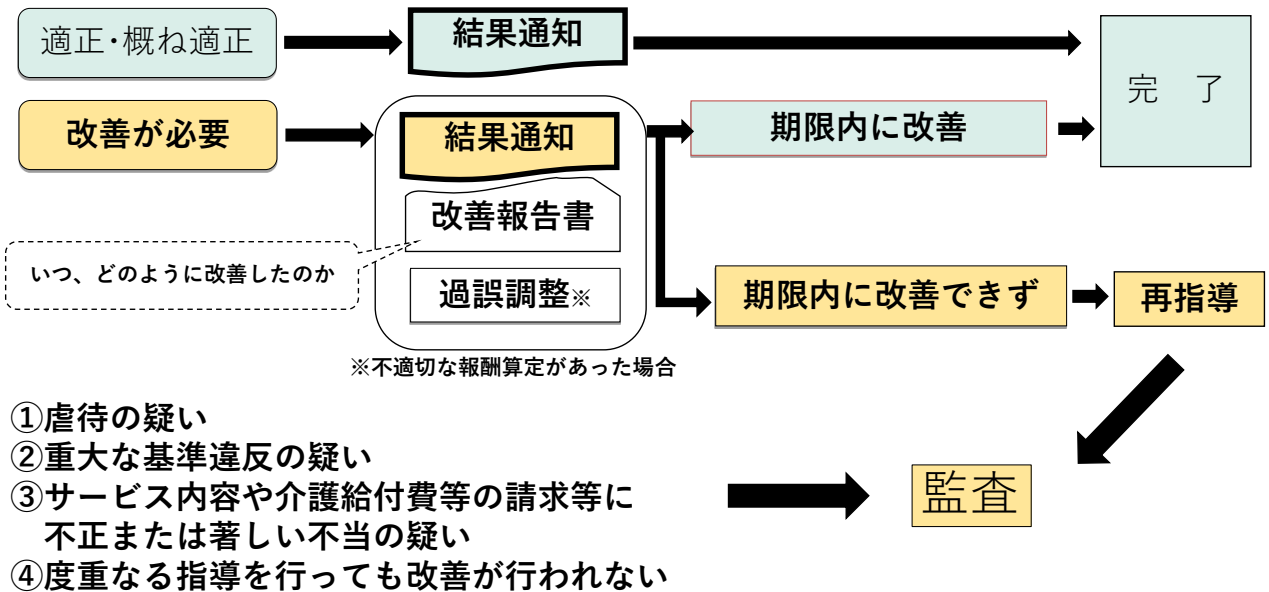 適正・概ね適正
結果通知
完　了
改善が必要
結果通知
期限内に改善
改善報告書
いつ、どのように改善したのか
過誤調整※
期限内に改善できず
再指導
※不適切な報酬算定があった場合
①虐待の疑い
②重大な基準違反の疑い
③サービス内容や介護給付費等の請求等に
不正または著しい不当の疑い
④度重なる指導を行っても改善が行われない
監査